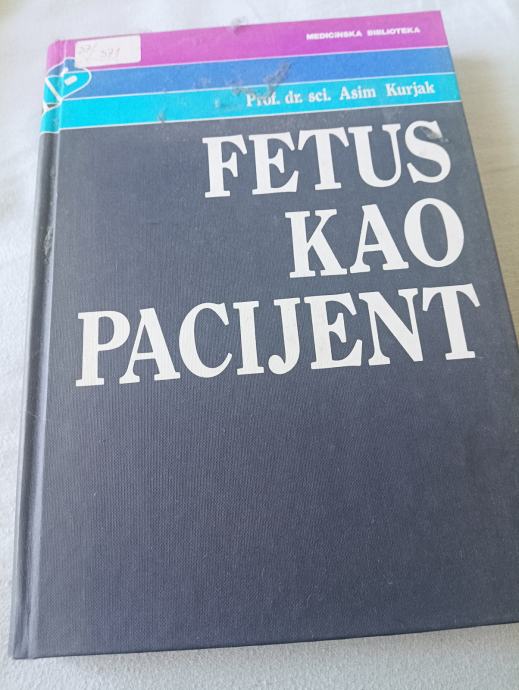 MEDICINSKA BIBLIOTEKA
Prof. dr. sci. Asim Kurjak
FETUS
KAO
PACIJENT